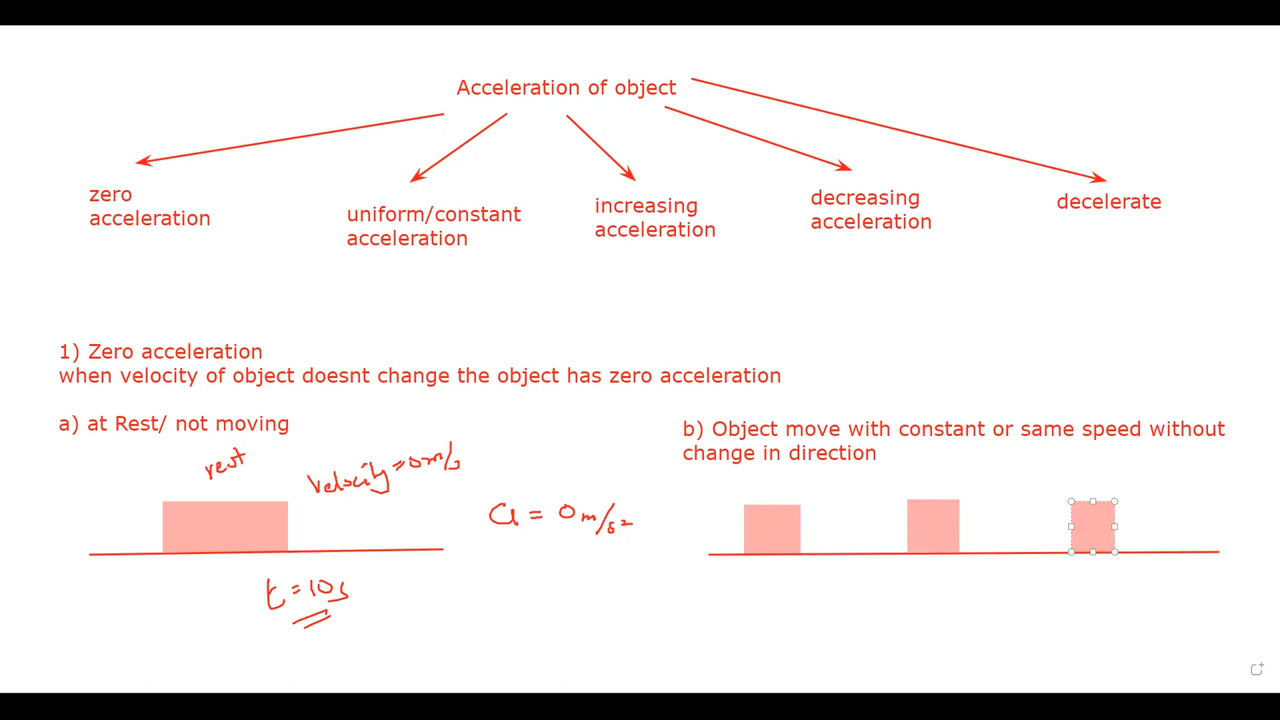 Acceleration of object
zero
acceleration
uniform/constant
acceleration
increasing
acceleration
decreasing
acceleration
decelerate
1) Zero acceleration
when velocity of object doesnt change the object has zero acceleration
a) at Rest/ not moving
rest
velocity = 0m/s
a = 0m/s²
t = 10s
b) Object move with constant or same speed without
change in direction